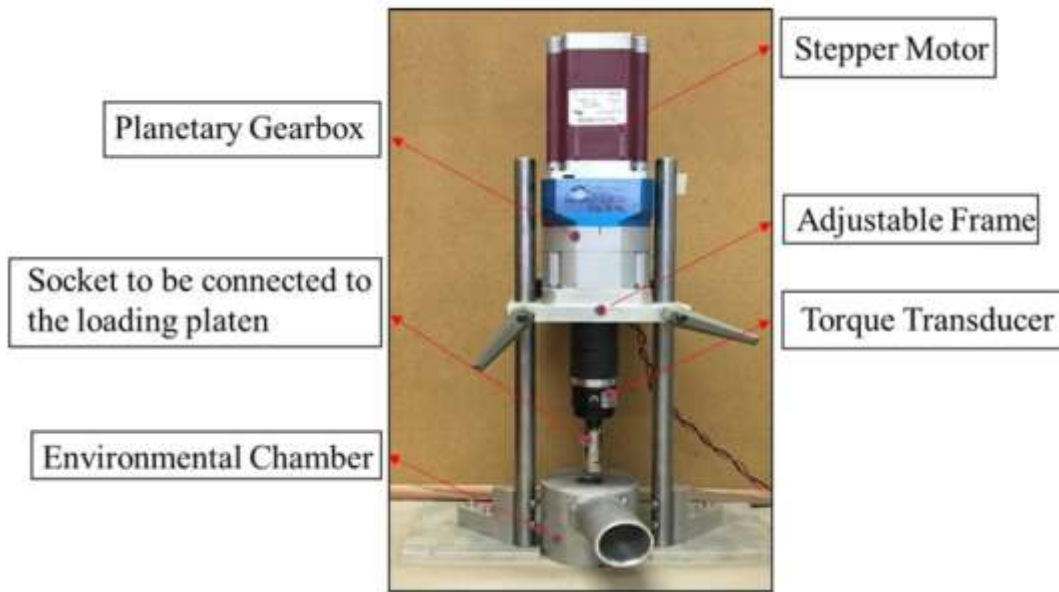 Stepper Motor
Planetary Gearbox
Adjustable Frame
Socket to be connected to
the loading platen
Torque Transducer
Environmental Chamber